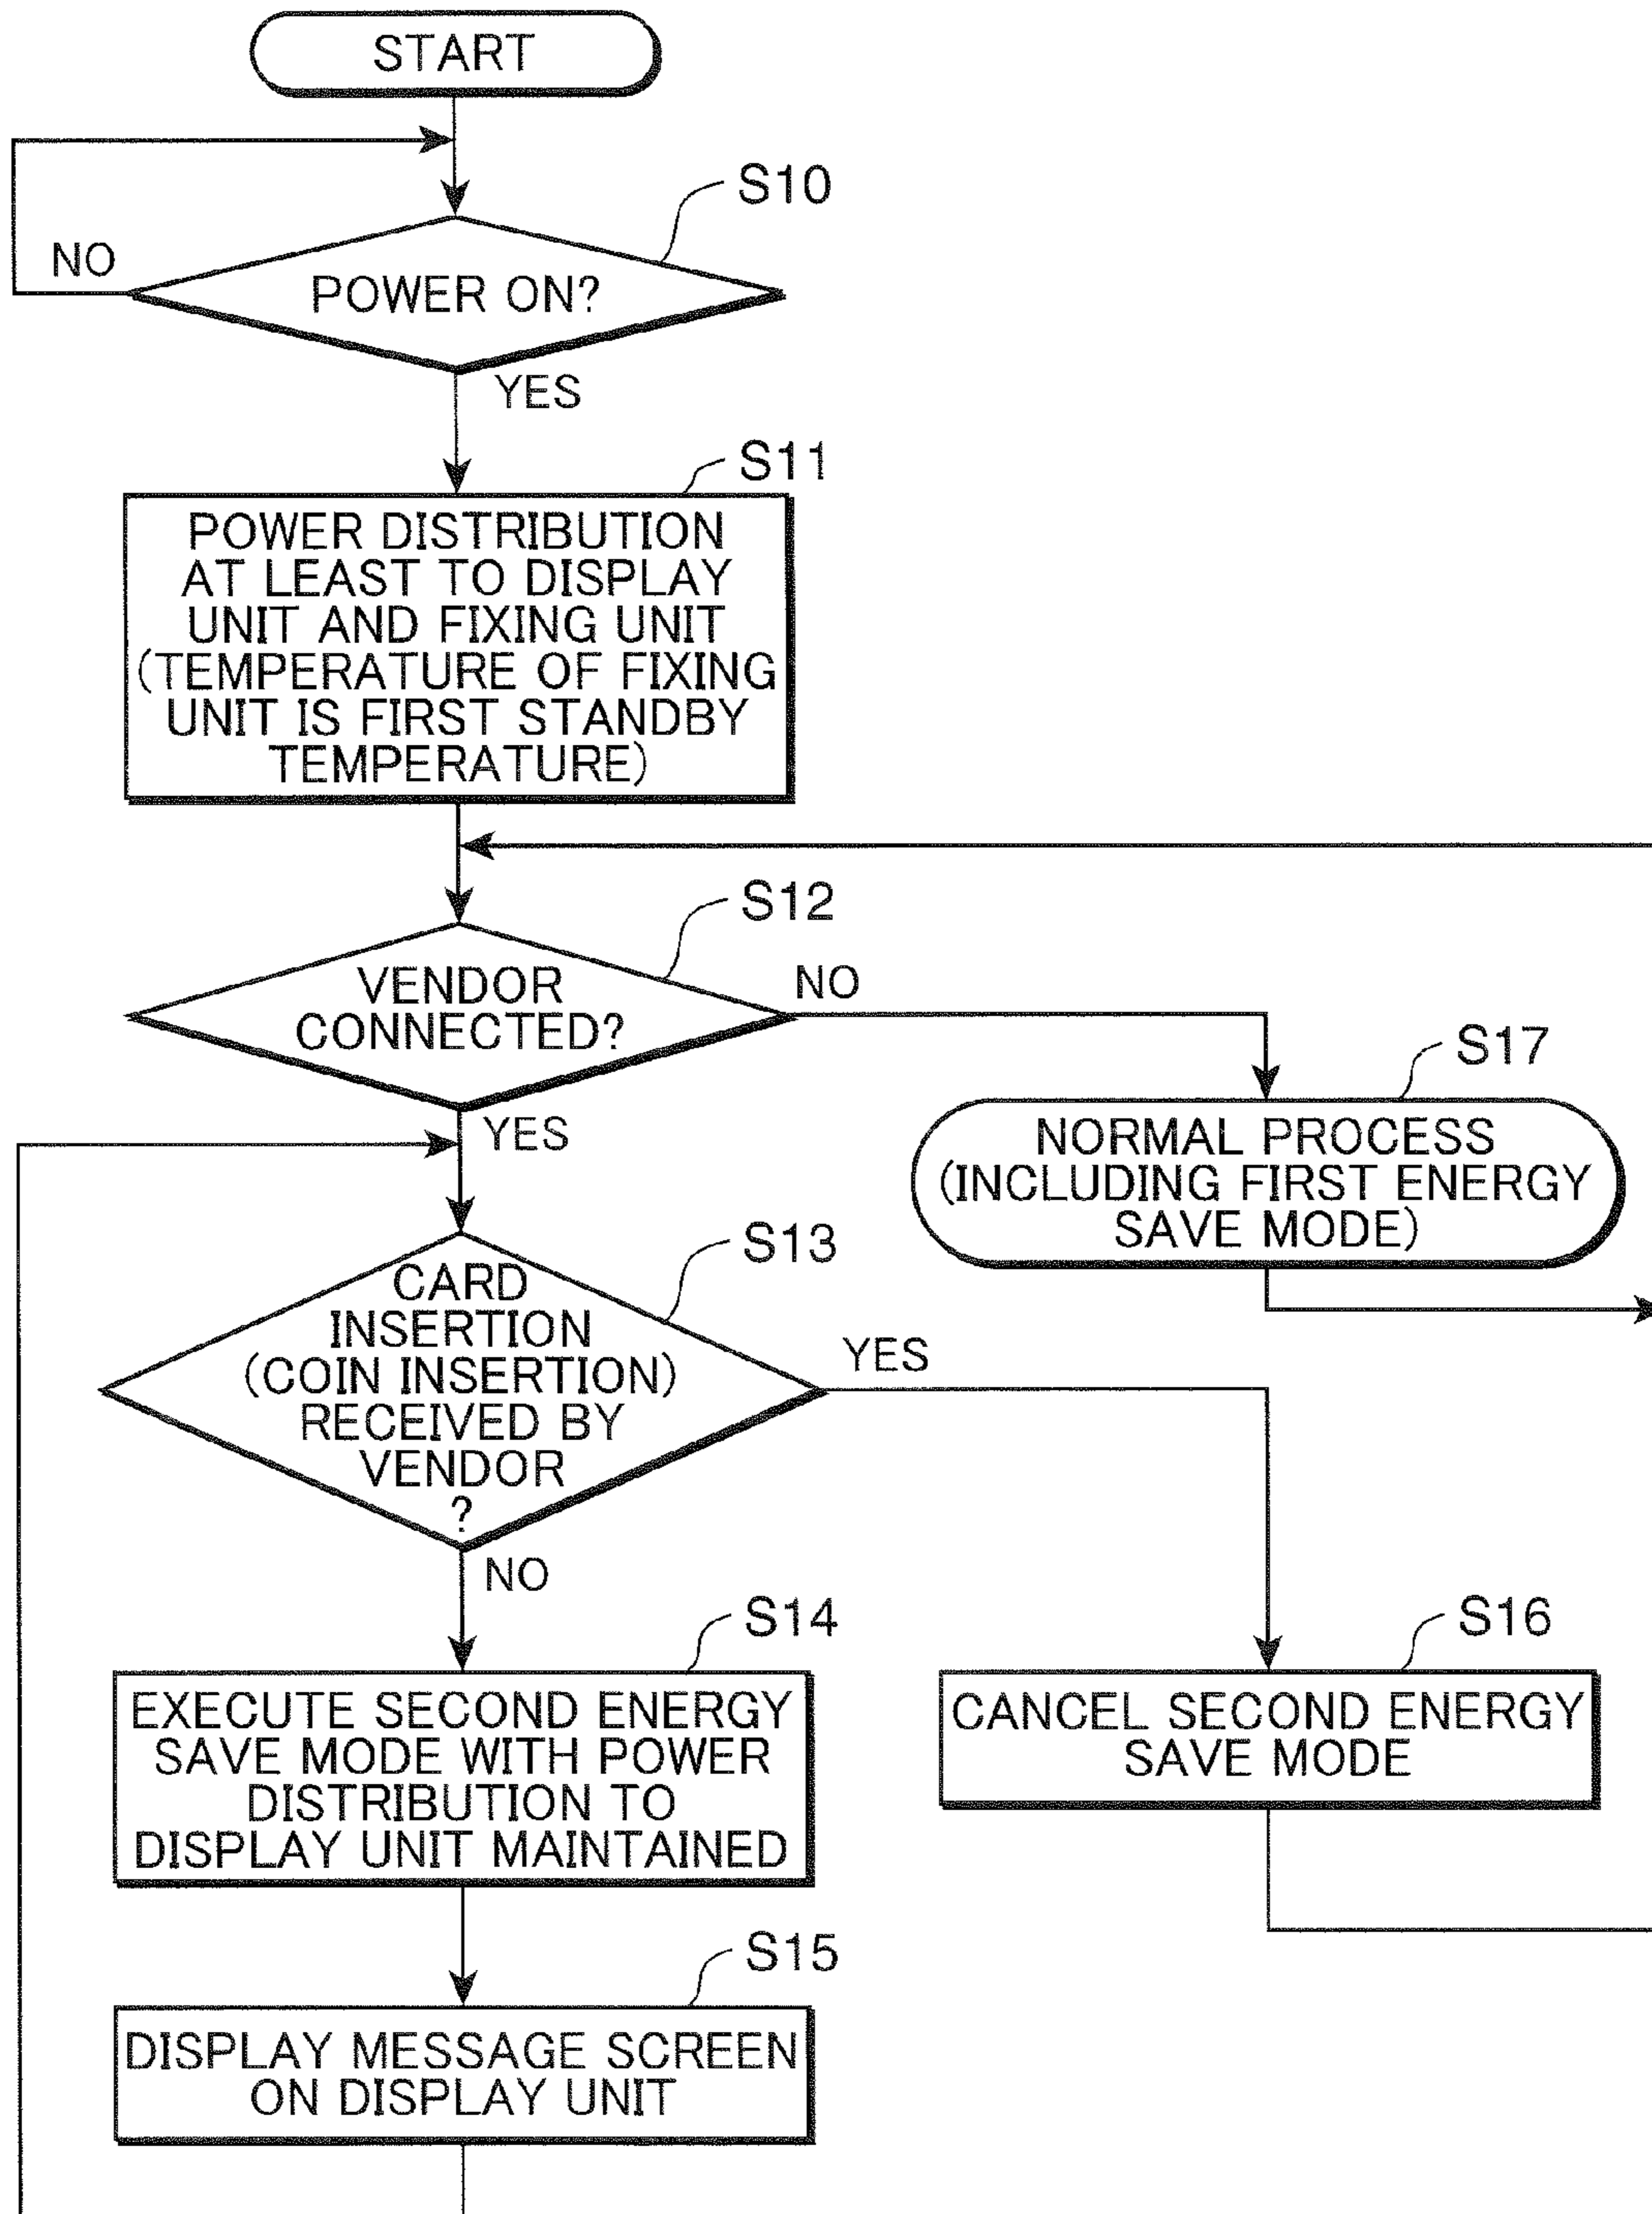 START
S10
NO
POWER ON?
YES
S11
POWER DISTRIBUTION
AT LEAST TO DISPLAY
UNIT AND FIXING UNIT
(TEMPERATURE OF FIXING
UNIT IS FIRST STANDBY
TEMPERATURE)
S12
VENDOR
CONNECTED?
NO
YES
S17
NORMAL PROCESS
(INCLUDING FIRST ENERGY
SAVE MODE)
S13
CARD
INSERTION
(COIN INSERTION)
RECEIVED BY
VENDOR
?
YES
NO
S14
EXECUTE SECOND ENERGY
SAVE MODE WITH POWER
DISTRIBUTION TO
DISPLAY UNIT MAINTAINED
S16
CANCEL SECOND ENERGY
SAVE MODE
S15
DISPLAY MESSAGE SCREEN
ON DISPLAY UNIT